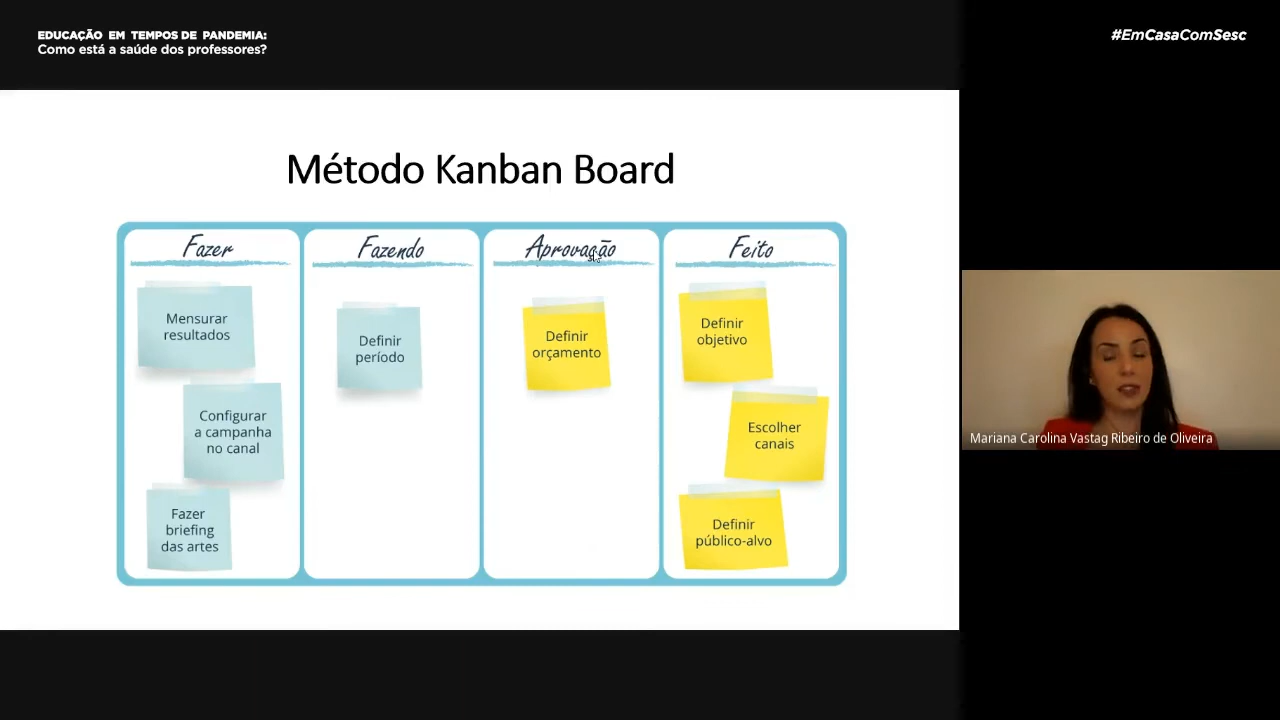 EDUCAÇÃO EM TEMPOS DE PANDEMIA:
Como está a saúde dos professores?
#EmCasaComSesc
Método Kanban Board
Fazer
Mensurar
resultados
Configurar
a campanha
no canal
Fazer
briefing
das artes
Fazendo
Definir
período
Aprovação
Definir
orçamento
Feito
Definir
objetivo
Escolher
canais
Definir
público-alvo
Mariana Carolina Vastag Ribeiro de Oliveira